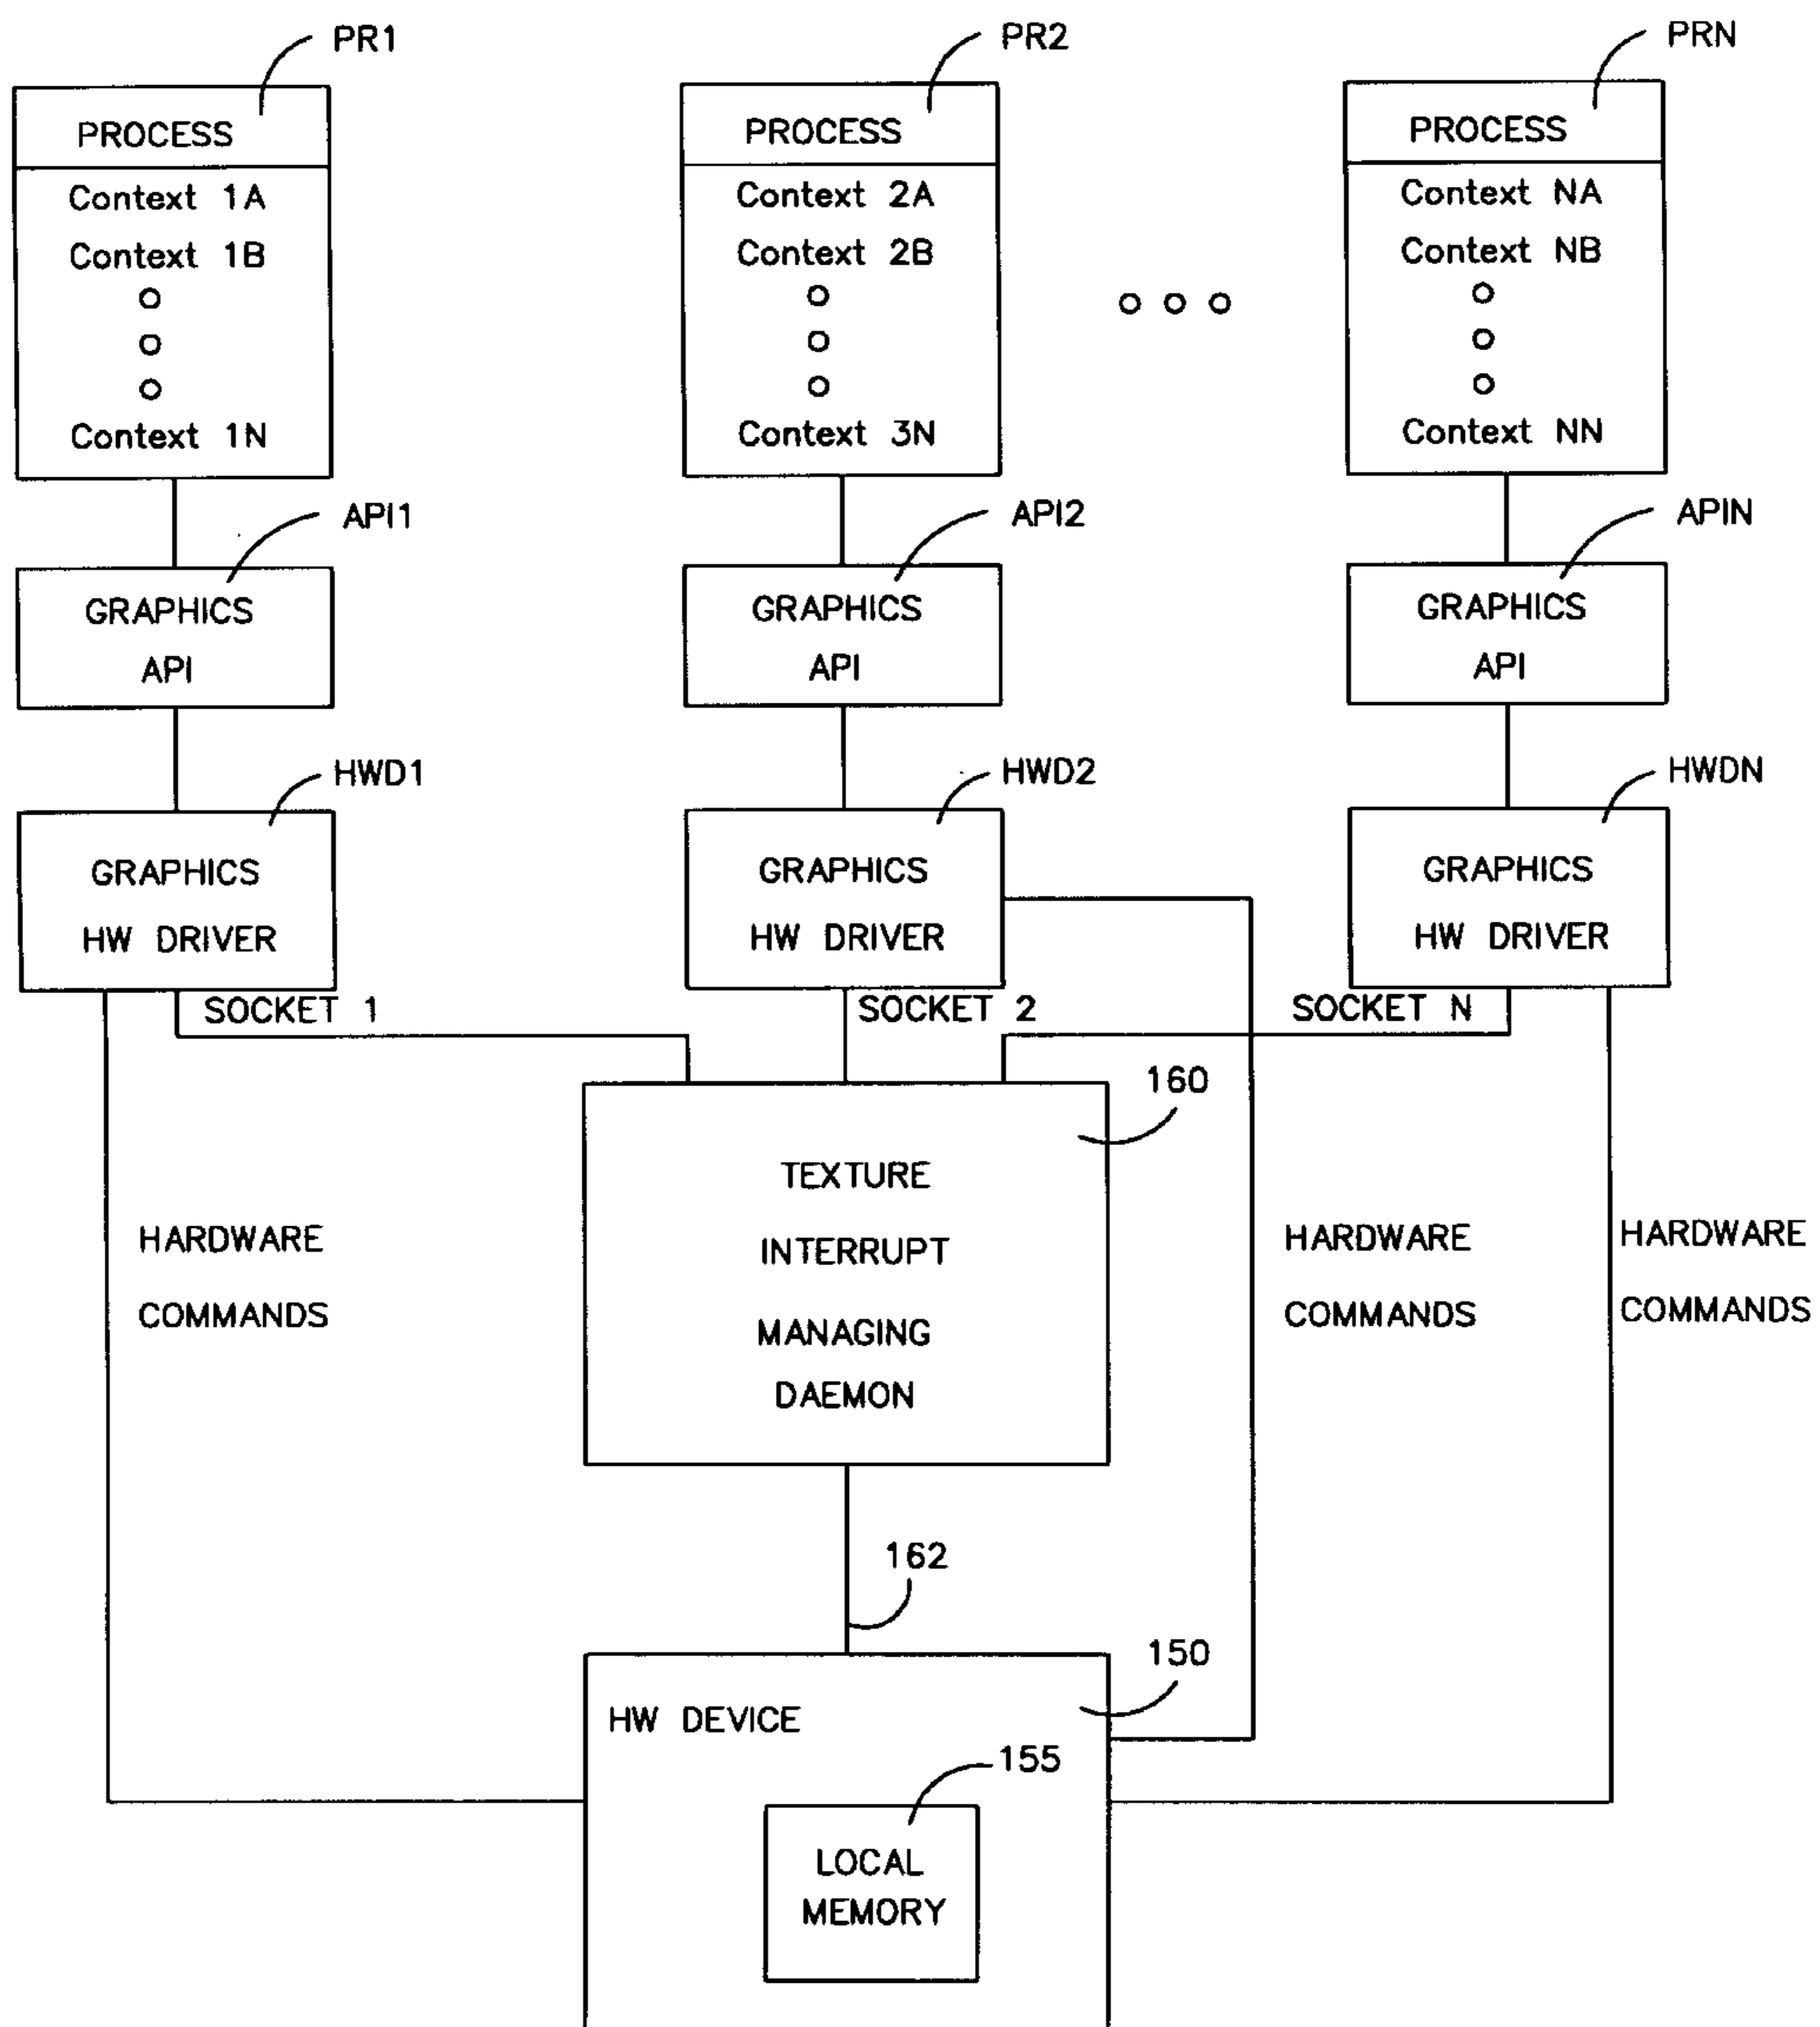 PR1
PR2
PRN
PROCESS
PROCESS
PROCESS
Context 1A
Context 2A
Context NA
Context 1B
Context 2B
Context NB
Context 1N
Context 3N
Context NN
API1
API2
APIN
GRAPHICS
API
GRAPHICS
API
GRAPHICS
API
HWD1
HWD2
HWDN
GRAPHICS
HW DRIVER
GRAPHICS
HW DRIVER
GRAPHICS
HW DRIVER
SOCKET 1
SOCKET 2
SOCKET N
160
TEXTURE
INTERRUPT
MANAGING
DAEMON
HARDWARE
COMMANDS
HARDWARE
COMMANDS
HARDWARE
COMMANDS
162
150
HW DEVICE
155
LOCAL
MEMORY